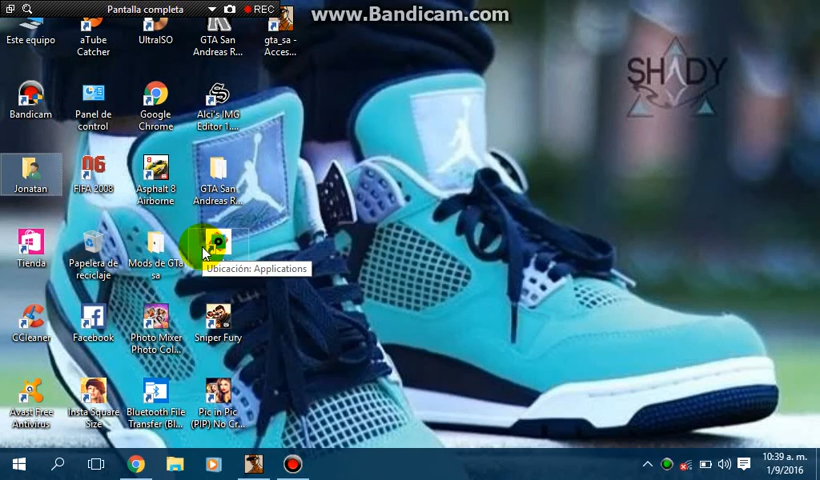 Pantalla completa
REC
www.Bandicam.com
Este equipo
aTube
Catcher
UltraISO
GTA San
Andreas R...
gta_sa -
Acces...
SHADY
Bandicam
Panel de
control
Google
Chrome
Alci's IMG
Editor 1....
Jonatan
FIFA 2008
Asphalt 8
Airborne
GTA San
Andreas R...
Tienda
Papelera de
reciclaje
Mods de GTa
sa
Ubicación: Applications
CCleaner
Facebook
Photo Mixer
Photo Col...
Sniper Fury
Avast Free
Antivirus
Insta Square
Size
Bluetooth File
Transfer (Bl...
Pic in Pic
(PIP) No Cr...
10:39 a. m.
1/9/2016